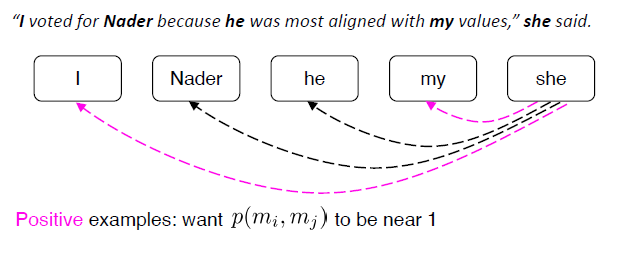 “I voted for Nader because he was most aligned with my values,” she said.
I Nader he my she
Positive examples: want p(mᵢ, mⱼ) to be near 1